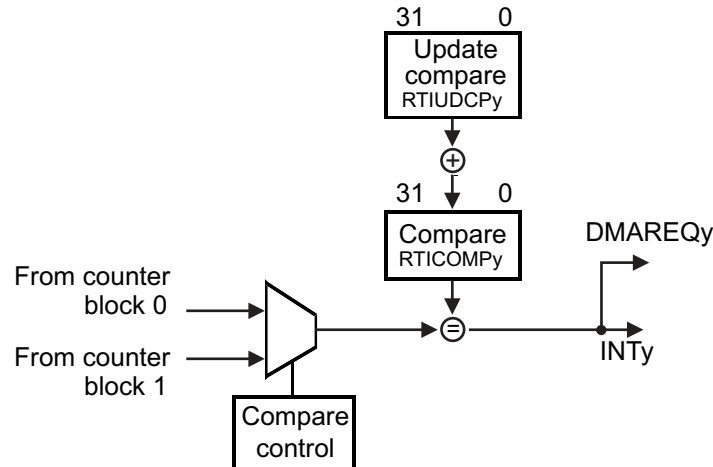 31 0
Update
compare
RTIUDCPy
+
31 0
Compare
RTICOMPy
DMAREQy
From counter
block 0
=
INTy
From counter
block 1
Compare
control